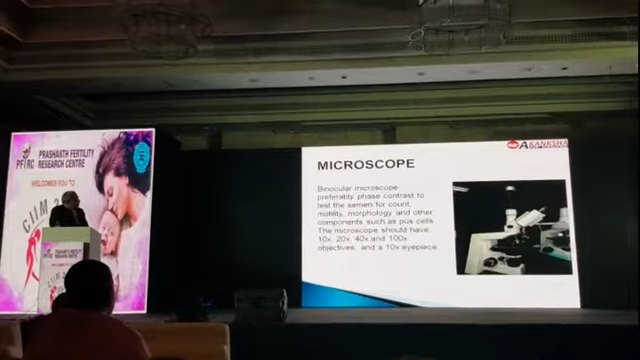 PFRC
PRASHANTH FERTILITY
RESEARCH CENTRE
WELCOMES YOU TO
CIIM
AKANKSHA
MICROSCOPE
Binocular microscope
preferably phase contrast to
test the semen for count,
motility, morphology and other
components such as pus cells
The microscope should have
10x, 20x, 40x and 100x
objectives, and a 10x eyepiece.